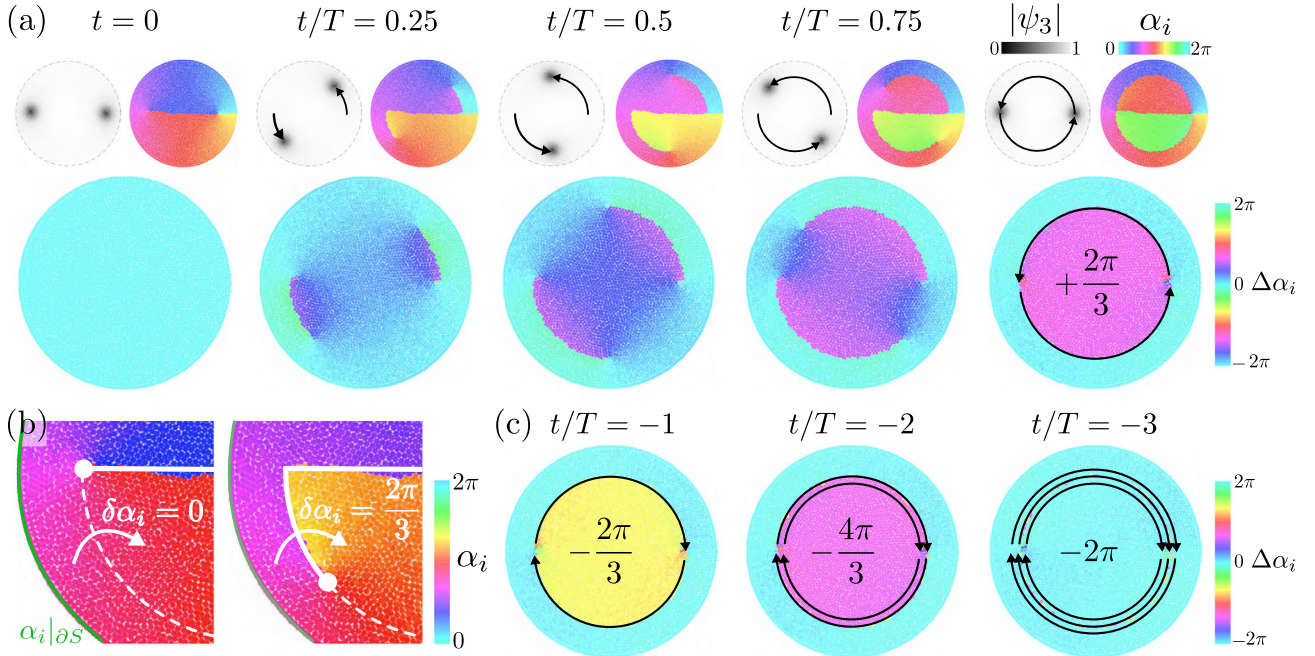 (a) t = 0 t/T = 0.25 t/T = 0.5 t/T = 0.75 |ψ₃| αᵢ
0 1 0 2π
+ 2π/3
2π
0 Δαᵢ
−2π
(b) δαᵢ = 0 δαᵢ = 2π/3
αᵢ|∂S
2π
αᵢ
0
(c) t/T = −1 t/T = −2 t/T = −3
− 2π/3 − 4π/3 −2π
2π
0 Δαᵢ
−2π